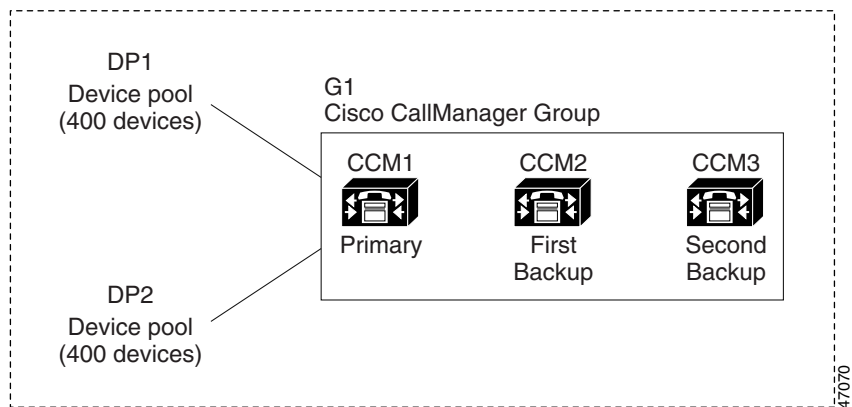 DP1
Device pool
(400 devices)
G1
Cisco CallManager Group
CCM1
CCM2
CCM3
Primary
First
Backup
Second
Backup
DP2
Device pool
(400 devices)
47070